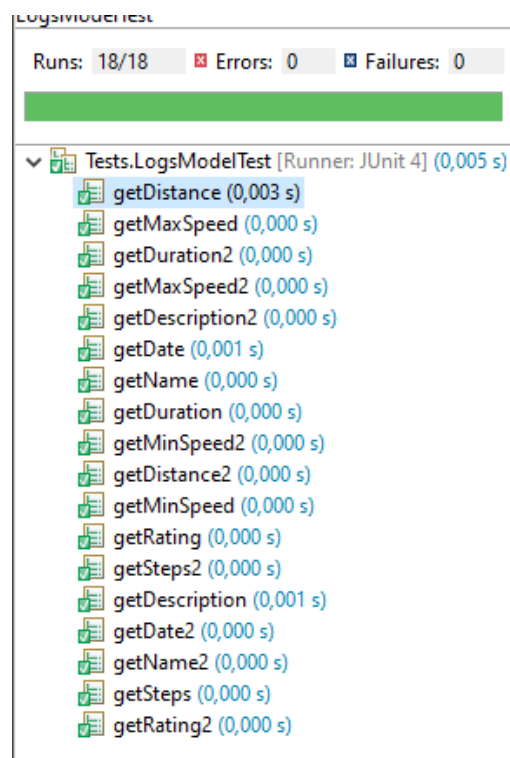 LogsModelTest
Runs: 18/18 Errors: 0 Failures: 0
Tests.LogsModelTest [Runner: JUnit 4] (0,005 s)
getDistance (0,003 s)
getMaxSpeed (0,000 s)
getDuration2 (0,000 s)
getMaxSpeed2 (0,000 s)
getDescription2 (0,000 s)
getDate (0,001 s)
getName (0,000 s)
getDuration (0,000 s)
getMinSpeed2 (0,000 s)
getDistance2 (0,000 s)
getMinSpeed (0,000 s)
getRating (0,000 s)
getSteps2 (0,000 s)
getDescription (0,001 s)
getDate2 (0,000 s)
getName2 (0,000 s)
getSteps (0,000 s)
getRating2 (0,000 s)